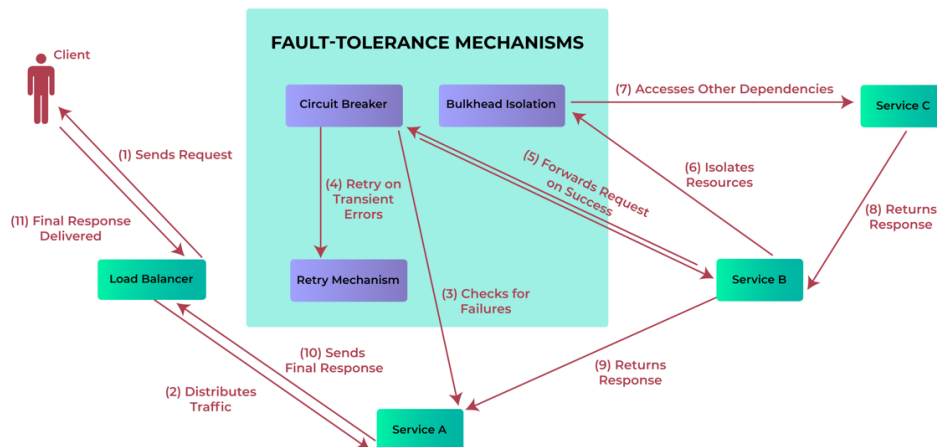 FAULT-TOLERANCE MECHANISMS
Client
Circuit Breaker
Bulkhead Isolation
(7) Accesses Other Dependencies
Service C
(1) Sends Request
(4) Retry on
Transient
Errors
(5) Forwards Request
on Success
(6) Isolates
Resources
(8) Returns
Response
(11) Final Response
Delivered
Load Balancer
Retry Mechanism
(3) Checks for
Failures
Service B
(10) Sends
Final Response
(9) Returns
Response
(2) Distributes
Traffic
Service A